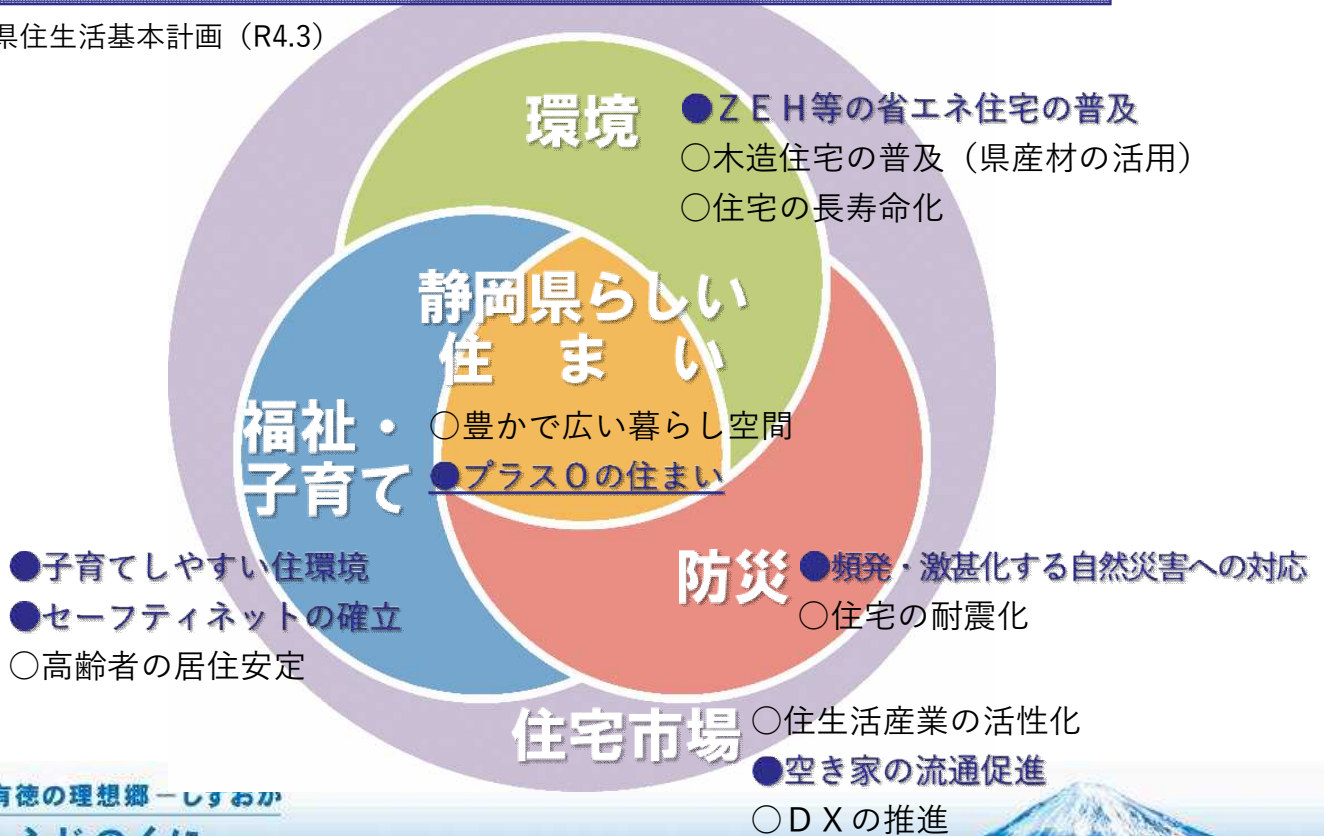 県住生活基本計画（R4.3）
環境
●ＺＥＨ等の省エネ住宅の普及
○木造住宅の普及（県産材の活用）
○住宅の長寿命化
静岡県らしい
住まい
○豊かで広い暮らし空間
●プラスＯの住まい
福祉・
子育て
●子育てしやすい住環境
●セーフティネットの確立
○高齢者の居住安定
防災
●頻発・激甚化する自然災害への対応
○住宅の耐震化
住宅市場
○住生活産業の活性化
●空き家の流通促進
○ＤＸの推進
有徳の理想郷－しずおか